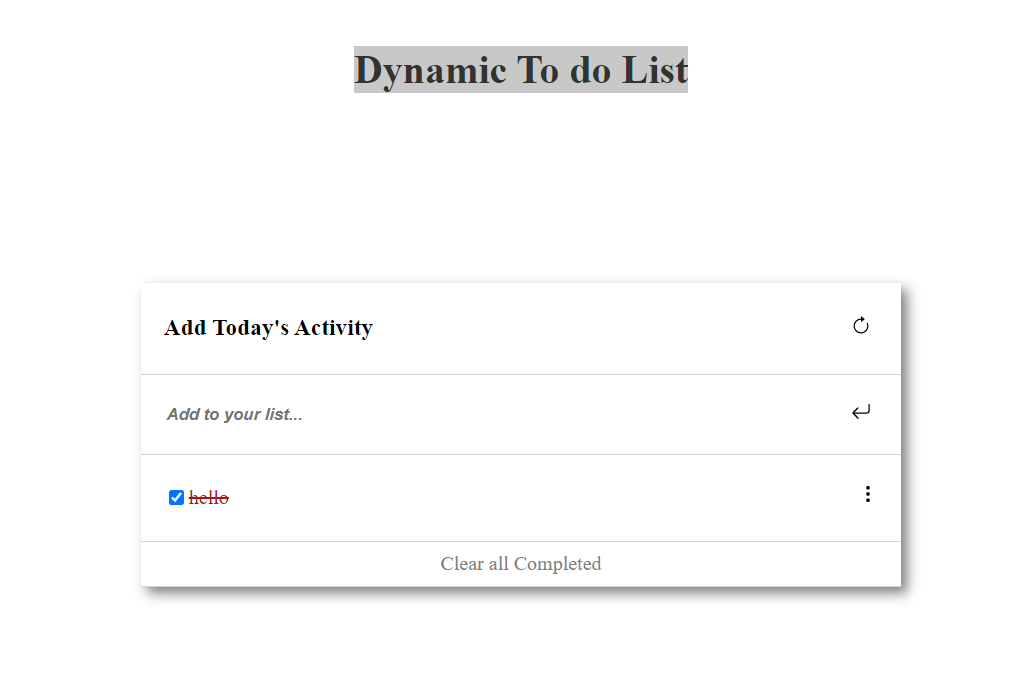 Dynamic To do List
Add Today's Activity
Add to your list...
hello
Clear all Completed